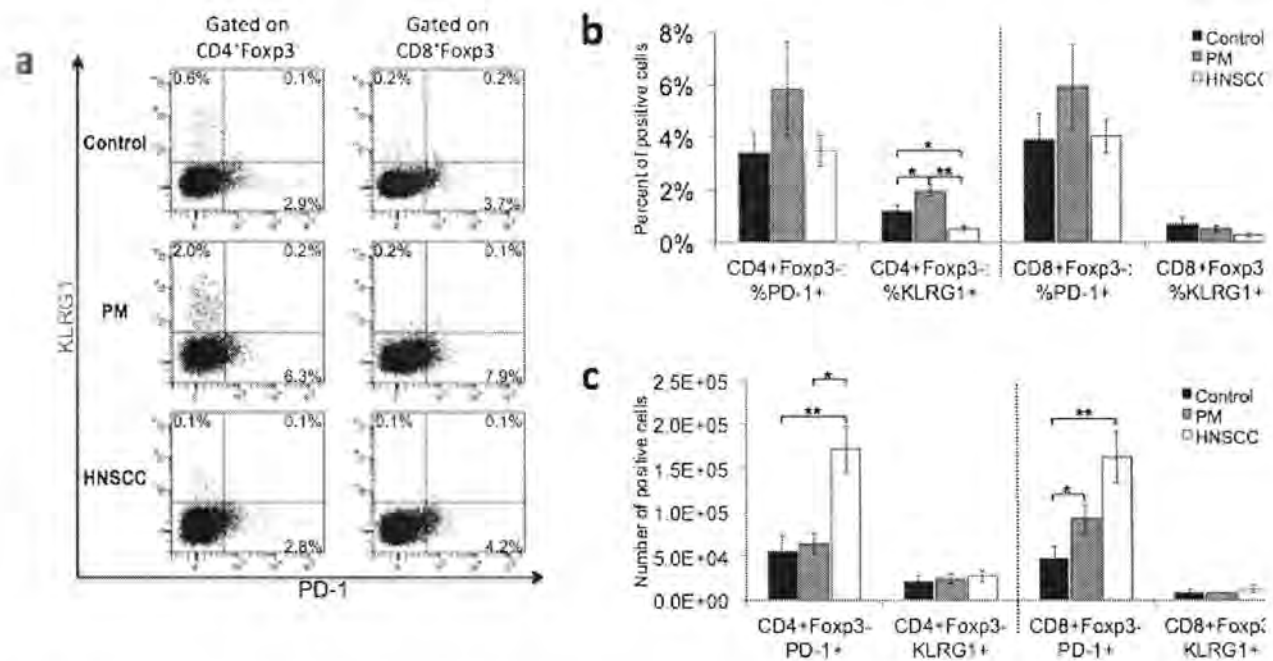 a
Gated on
CD4+Foxp3
Gated on
CD8+Foxp3
Control
0.6% 0.1%
2.9%
0.2% 0.2%
3.7%
PM
2.0% 0.2%
6.3%
0.2% 0.1%
7.9%
HNSCC
0.1% 0.1%
2.8%
0.1% 0.1%
4.2%
KLRG1
PD-1
b
Percent of positive cells
8%
6%
4%
2%
0%
* * **
Control
PM
HNSCC
CD4+Foxp3-:
%PD-1+
CD4+Foxp3-:
%KLRG1+
CD8+Foxp3-:
%PD-1+
CD8+Foxp3
%KLRG1+
c
Number of positive cells
2.5E+05
2.0E+05
1.5E+05
1.0E+05
5.0E+04
0.0E+00
* **
* **
Control
PM
HNSCC
CD4+Foxp3-
PD-1+
CD4+Foxp3-
KLRG1+
CD8+Foxp3-
PD-1+
CD8+Foxp3
KLRG1+